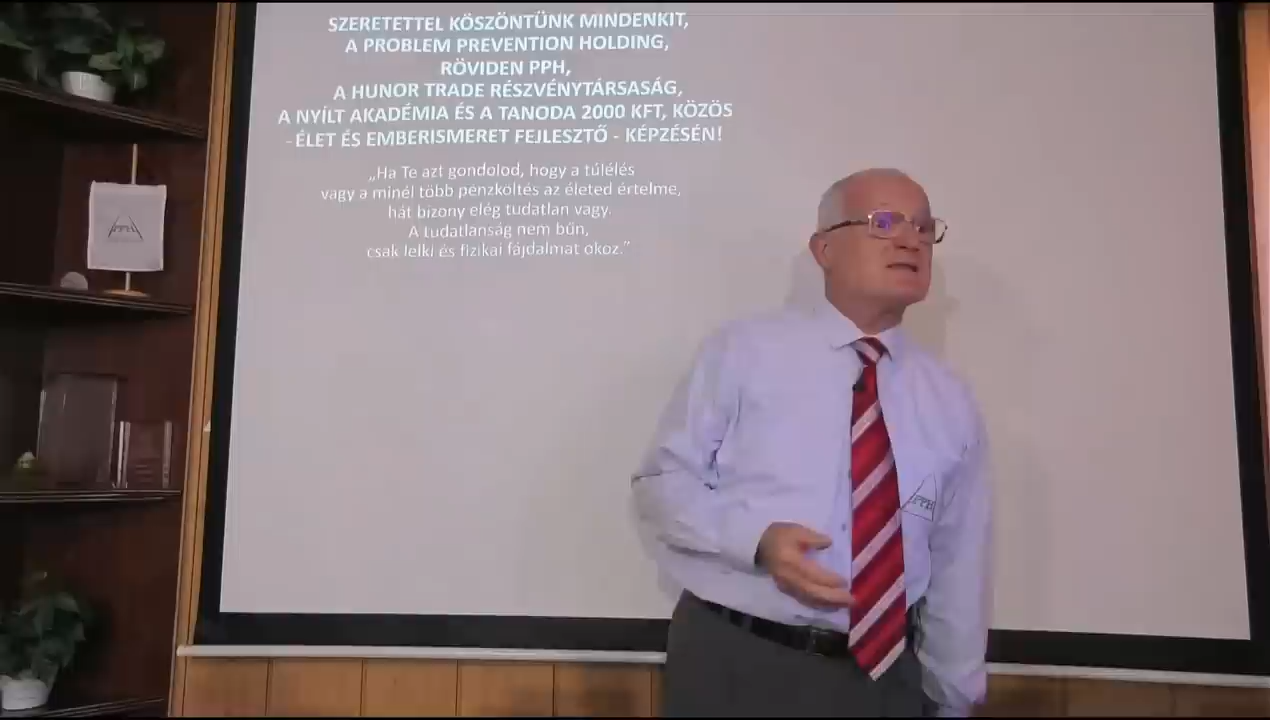 SZERETETTEL KÖSZÖNTÜNK MINDENKIT,
A PROBLEM PREVENTION HOLDING,
RÖVIDEN PPH,
A HUNOR TRADE RÉSZVÉNYTÁRSASÁG,
A NYÍLT AKADÉMIA ÉS A TANODA 2000 KFT, KÖZÖS
- ÉLET ÉS EMBERISMERET FEJLESZTŐ - KÉPZÉSÉN!
„Ha Te azt gondolod, hogy a túlélés
vagy a minél több pénzköltés az életed értelme,
hát bizony elég tudatlan vagy.
A tudatlanság nem bűn,
csak lelki és fizikai fájdalmat okoz.”
PPH
PPH